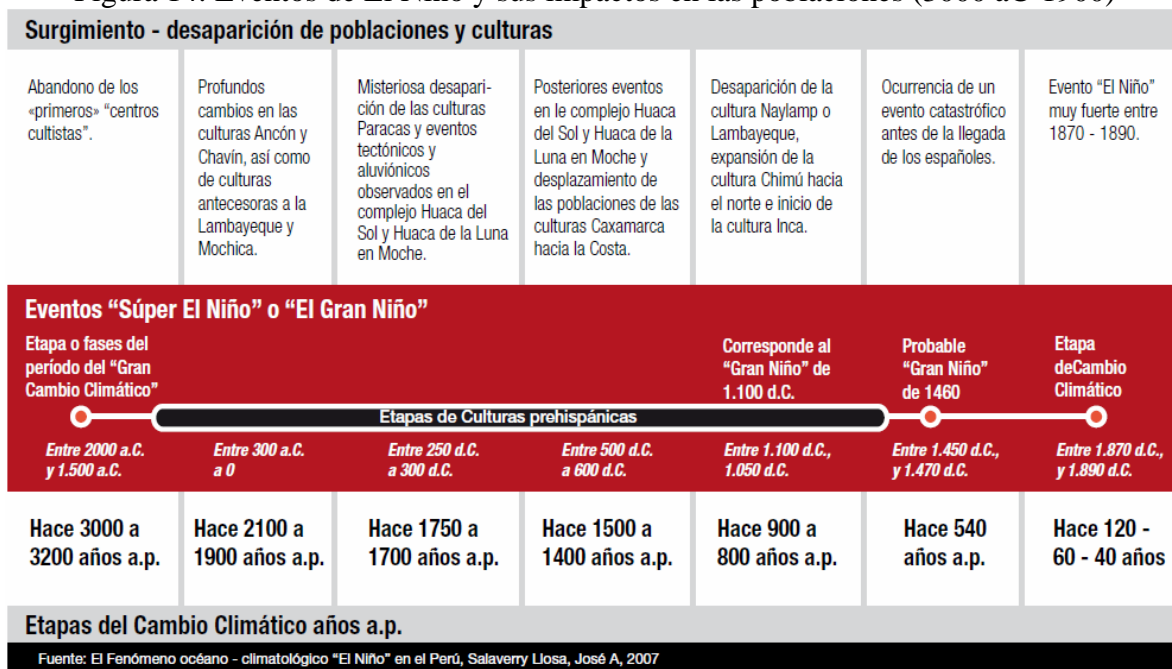 Figura 14. Eventos de El Niño y sus impactos en las poblaciones
Surgimiento - desaparición de poblaciones y culturas
Abandono de los
«primeros» “centros
cultistas”.
Profundos
cambios en las
culturas Ancón y
Chavín, así como
de culturas
antecesoras a la
Lambayeque y
Mochica.
Misteriosa desapari-
ción de las culturas
Paracas y eventos
tectónicos y
aluviónicos
observados en el
complejo Huaca del
Sol y Huaca de la Luna
en Moche.
Posteriores eventos
en le complejo Huaca
del Sol y Huaca de la
Luna en Moche y
desplazamiento de
las poblaciones de las
culturas Caxamarca
hacia la Costa.
Desaparición de la
cultura Naylamp o
Lambayeque,
expansión de la
cultura Chimú hacia
el norte e inicio de
la cultura Inca.
Ocurrencia de un
evento catastrófico
antes de la llegada
de los españoles.
Evento “El Niño”
muy fuerte entre
1870 - 1890.
Eventos “Súper El Niño” o “El Gran Niño”
Etapa o fases del
período del “Gran
Cambio Climático”
Corresponde al
“Gran Niño” de
1.100 d.C.
Probable
“Gran Niño”
de 1460
Etapa
deCambio
Climático
Etapas de Culturas prehispánicas
Entre 2000 a.C.
y 1.500 a.C.
Entre 300 a.C.
a 0
Entre 250 d.C.
a 300 d.C.
Entre 500 d.C.
a 600 d.C.
Entre 1.100 d.C.,
1.050 d.C.
Entre 1.450 d.C.,
y 1.470 d.C.
Entre 1.870 d.C.,
y 1.890 d.C.
Hace 3000 a
3200 años a.p.
Hace 2100 a
1900 años a.p.
Hace 1750 a
1700 años a.p.
Hace 1500 a
1400 años a.p.
Hace 900 a
800 años a.p.
Hace 540
años a.p.
Hace 120 -
60 - 40 años
Etapas del Cambio Climático años a.p.
Fuente: El Fenómeno océano - climatológico “El Niño” en el Perú, Salaverry Llosa, José A, 2007